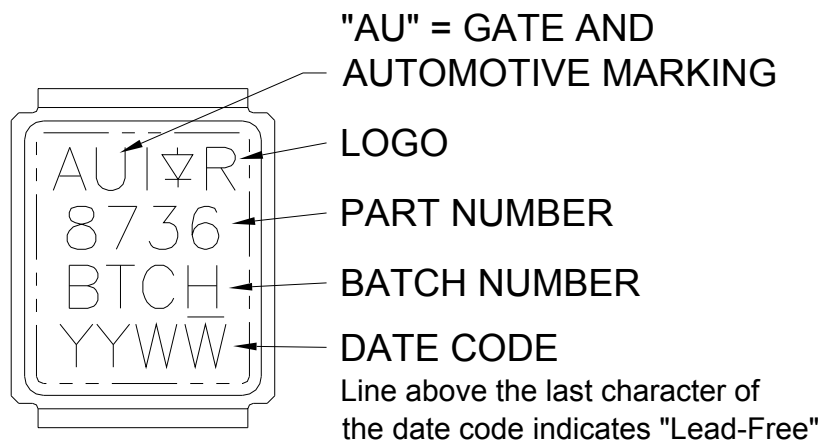 "AU" = GATE AND
AUTOMOTIVE MARKING
AUI R
LOGO
8736
PART NUMBER
BTCH
BATCH NUMBER
YYWW
DATE CODE
Line above the last character of
the date code indicates "Lead-Free"